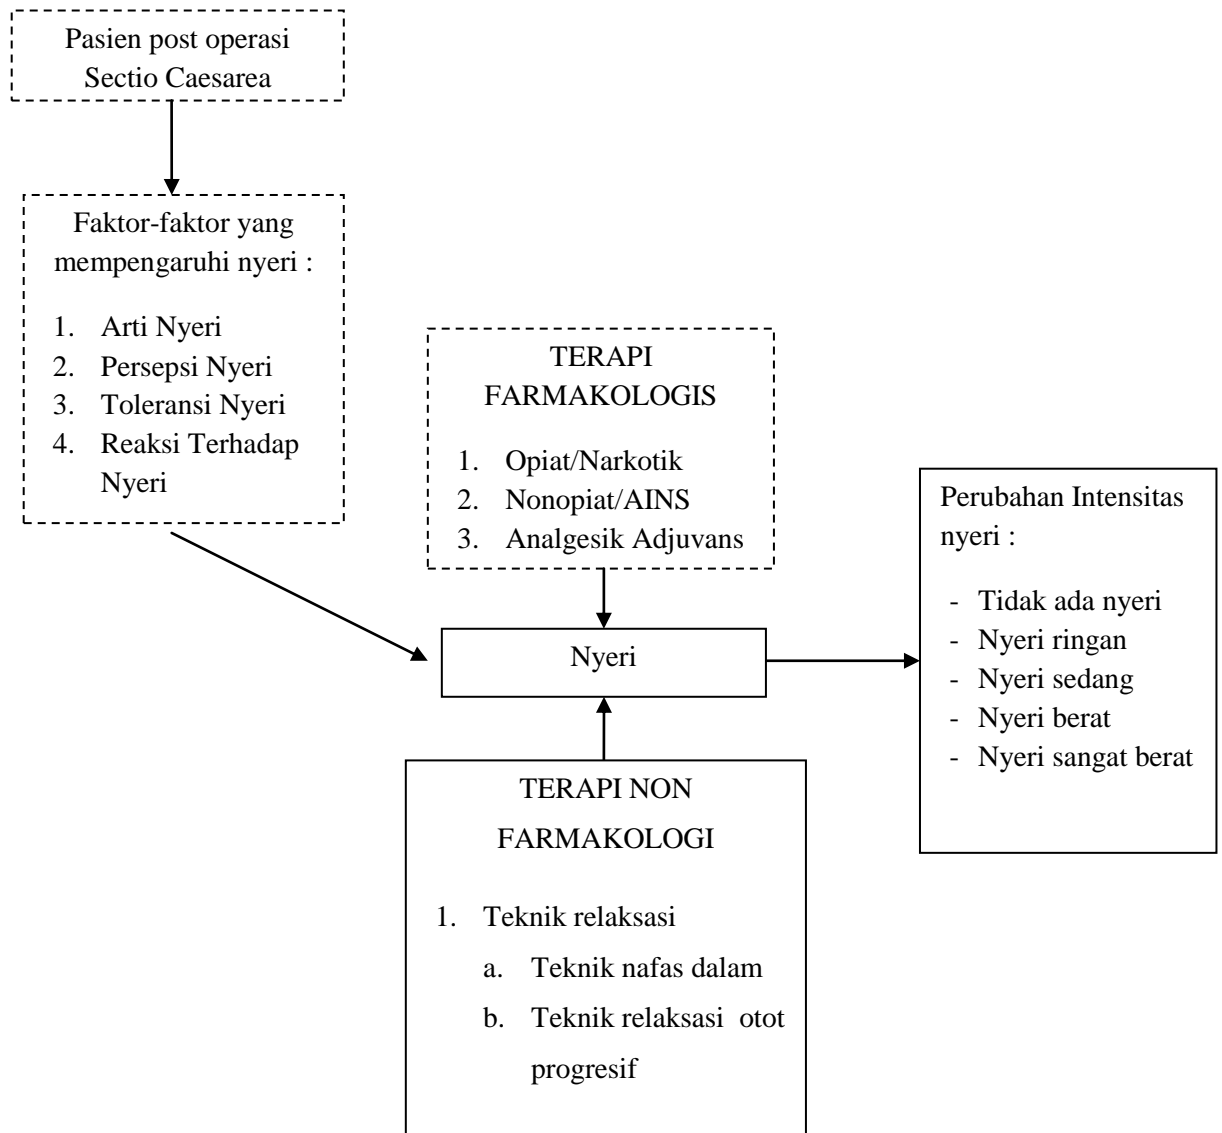 Pasien post operasi
Sectio Caesarea
Faktor-faktor yang
mempengaruhi nyeri :
1. Arti Nyeri
2. Persepsi Nyeri
3. Toleransi Nyeri
4. Reaksi Terhadap
Nyeri
TERAPI
FARMAKOLOGIS
1. Opiat/Narkotik
2. Nonopiat/AINS
3. Analgesik Adjuvans
Nyeri
TERAPI NON
FARMAKOLOGI
1. Teknik relaksasi
a. Teknik nafas dalam
b. Teknik relaksasi otot
progresif
Perubahan Intensitas
nyeri :
- Tidak ada nyeri
- Nyeri ringan
- Nyeri sedang
- Nyeri berat
- Nyeri sangat berat